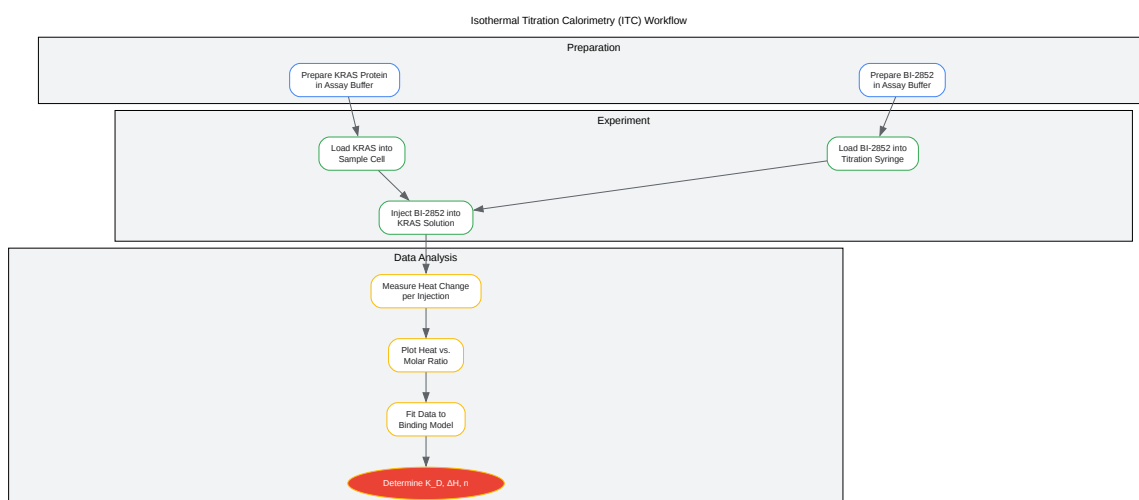 Isothermal Titration Calorimetry (ITC) Workflow
Preparation
Prepare KRAS Protein
in Assay Buffer
Prepare BI-2852
in Assay Buffer
Experiment
Load KRAS into
Sample Cell
Load BI-2852 into
Titration Syringe
Inject BI-2852 into
KRAS Solution
Data Analysis
Measure Heat Change
per Injection
Plot Heat vs.
Molar Ratio
Fit Data to
Binding Model
Determine K_D, ΔH, n